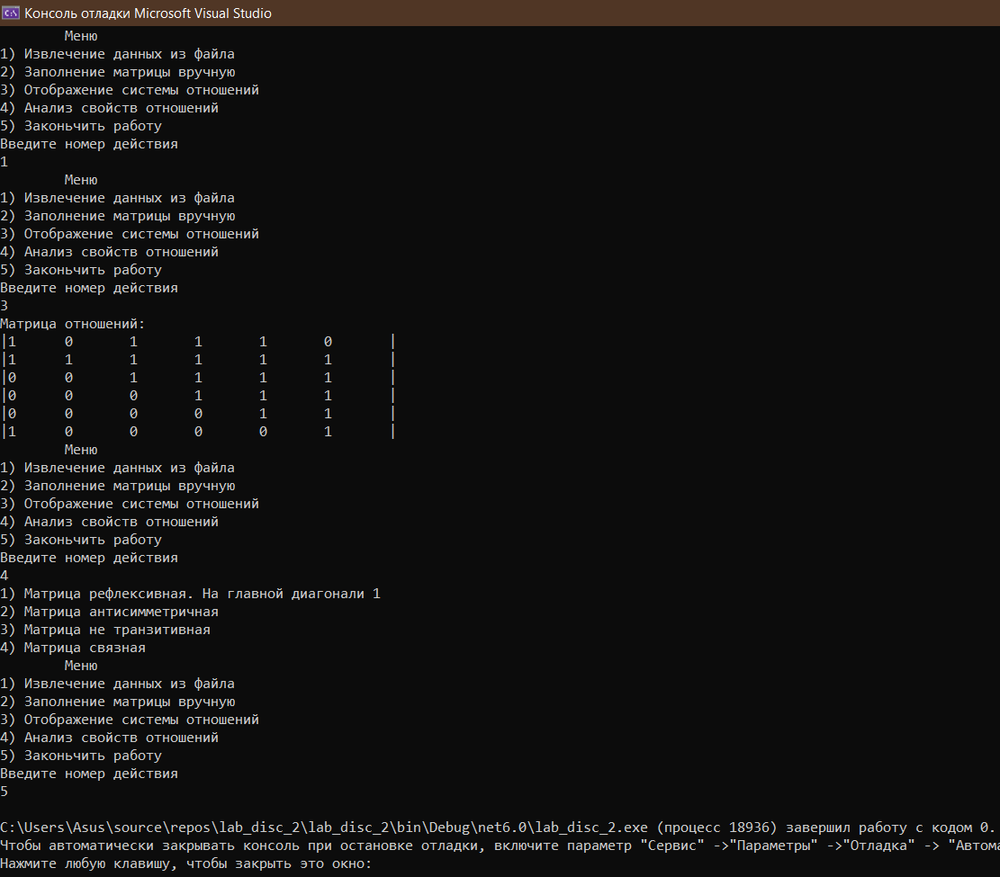 Консоль отладки Microsoft Visual Studio
Меню
1) Извлечение данных из файла
2) Заполнение матрицы вручную
3) Отображение системы отношений
4) Анализ свойств отношений
5) Законьчить работу
Введите номер действия
1
Меню
1) Извлечение данных из файла
2) Заполнение матрицы вручную
3) Отображение системы отношений
4) Анализ свойств отношений
5) Законьчить работу
Введите номер действия
3
Матрица отношений:
|1 0 1 1 1 0 |
|1 1 1 1 1 1 |
|0 0 1 1 1 1 |
|0 0 0 1 1 1 |
|0 0 0 0 1 1 |
|1 0 0 0 0 1 |
Меню
1) Извлечение данных из файла
2) Заполнение матрицы вручную
3) Отображение системы отношений
4) Анализ свойств отношений
5) Законьчить работу
Введите номер действия
4
1) Матрица рефлексивная. На главной диагонали 1
2) Матрица антисимметричная
3) Матрица не транзитивная
4) Матрица связная
Меню
1) Извлечение данных из файла
2) Заполнение матрицы вручную
3) Отображение системы отношений
4) Анализ свойств отношений
5) Законьчить работу
Введите номер действия
5
C:\Users\Asus\source\repos\lab_disc_2\lab_disc_2\bin\Debug\net6.0\lab_disc_2.exe (процесс 18936) завершил работу с кодом 0.
Чтобы автоматически закрывать консоль при остановке отладки, включите параметр "Сервис" ->"Параметры" ->"Отладка" -> "Автома
Нажмите любую клавишу, чтобы закрыть это окно: